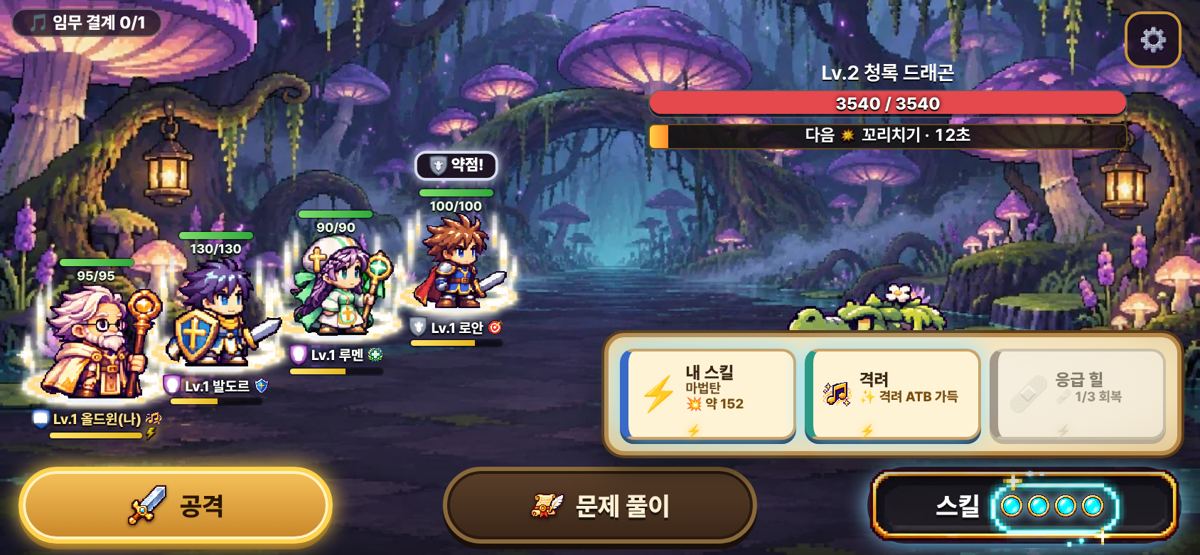 임무 결계 0/1
Lv.2 청록 드래곤
3540 / 3540
다음 꼬리치기 · 12초
약점!
100/100
90/90
130/130
95/95
Lv.1 로안
Lv.1 루멘
Lv.1 발도르
Lv.1 올드윈(나)
내 스킬
마법탄
약 152
격려
격려 ATB 가득
응급 힐
1/3 회복
공격
문제 풀이
스킬